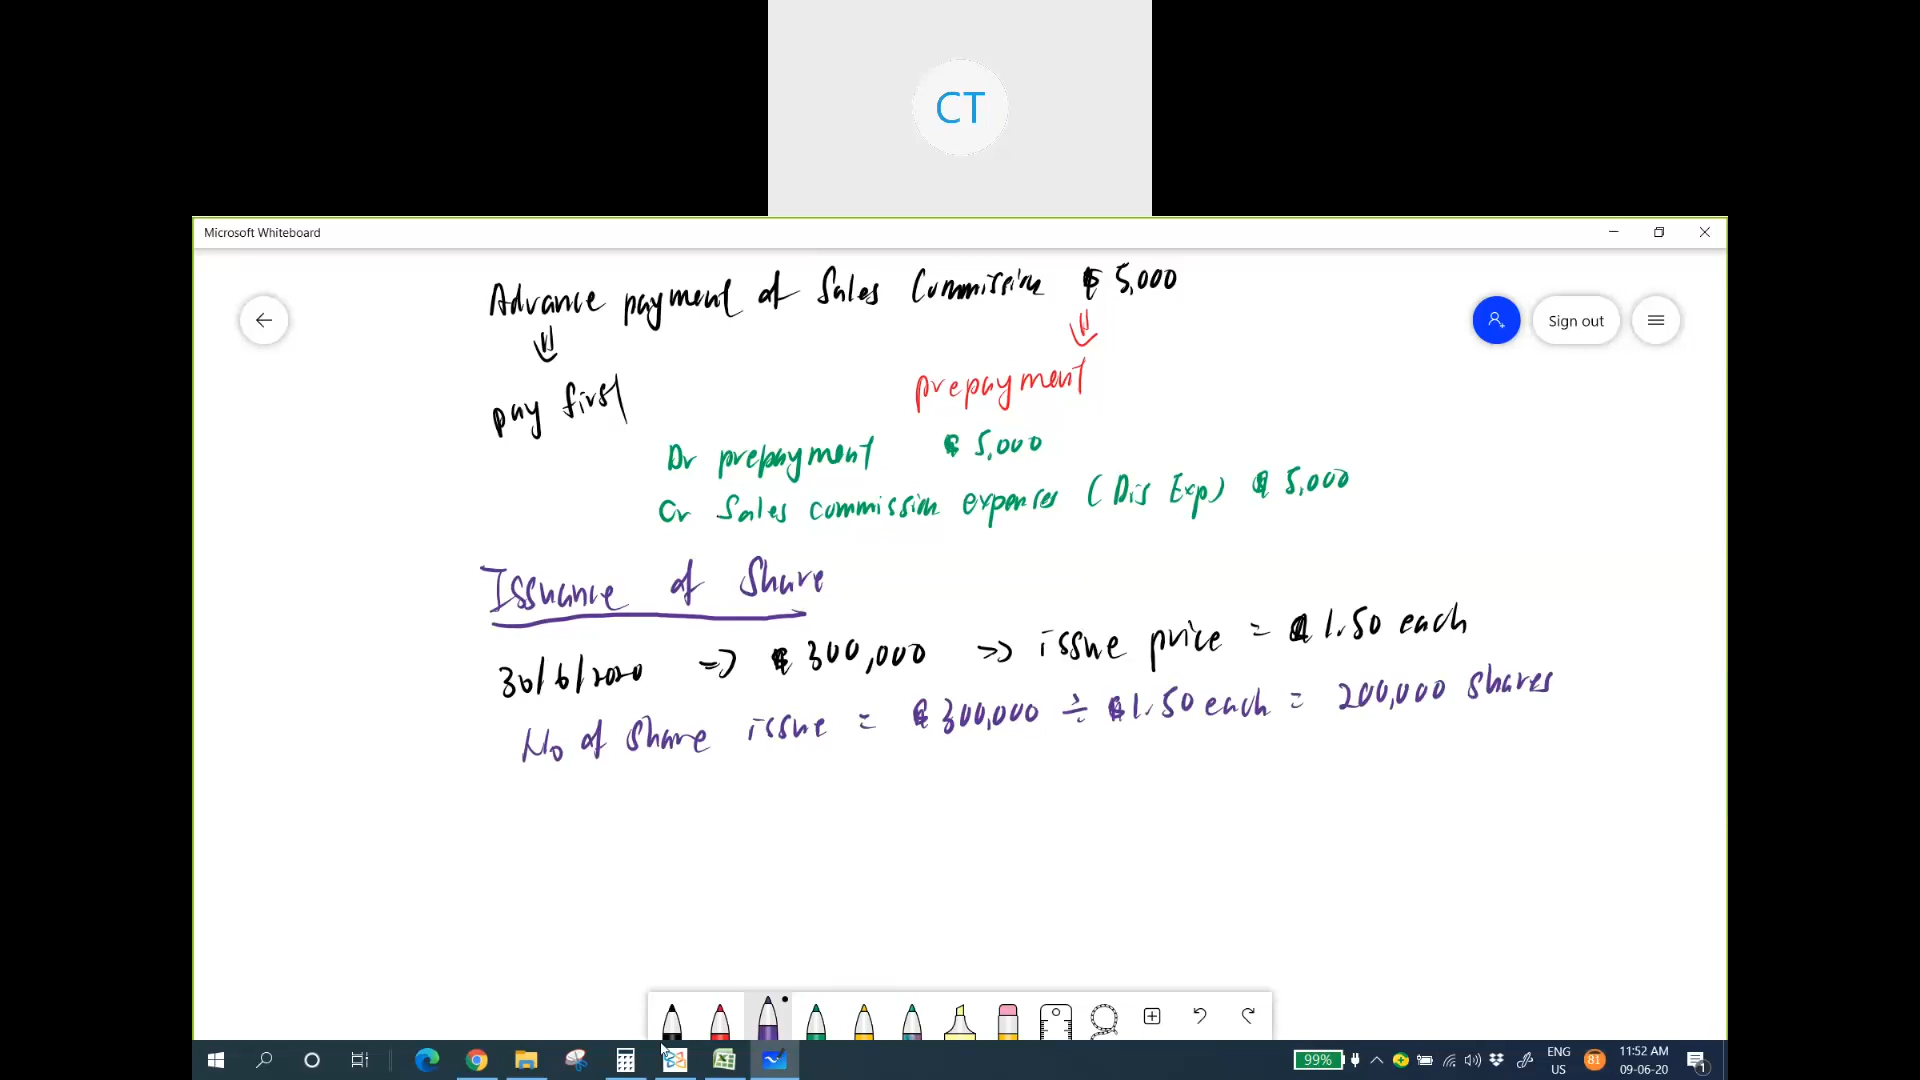 CT
Microsoft Whiteboard
Advance payment of Sales Commission $ 5,000
Sign out
pay first
prepayment
Dr prepayment $ 5,000
Cr Sales commission expenses (Dis Exp) $ 5,000
Issuance of Share
30/6/2020 => $ 300,000 => issue price = $1.50 each
No of share issue = $300,000 ÷ $1.50 each = 200,000 shares
99%
ENG
US
81
11:52 AM
09-06-20
1